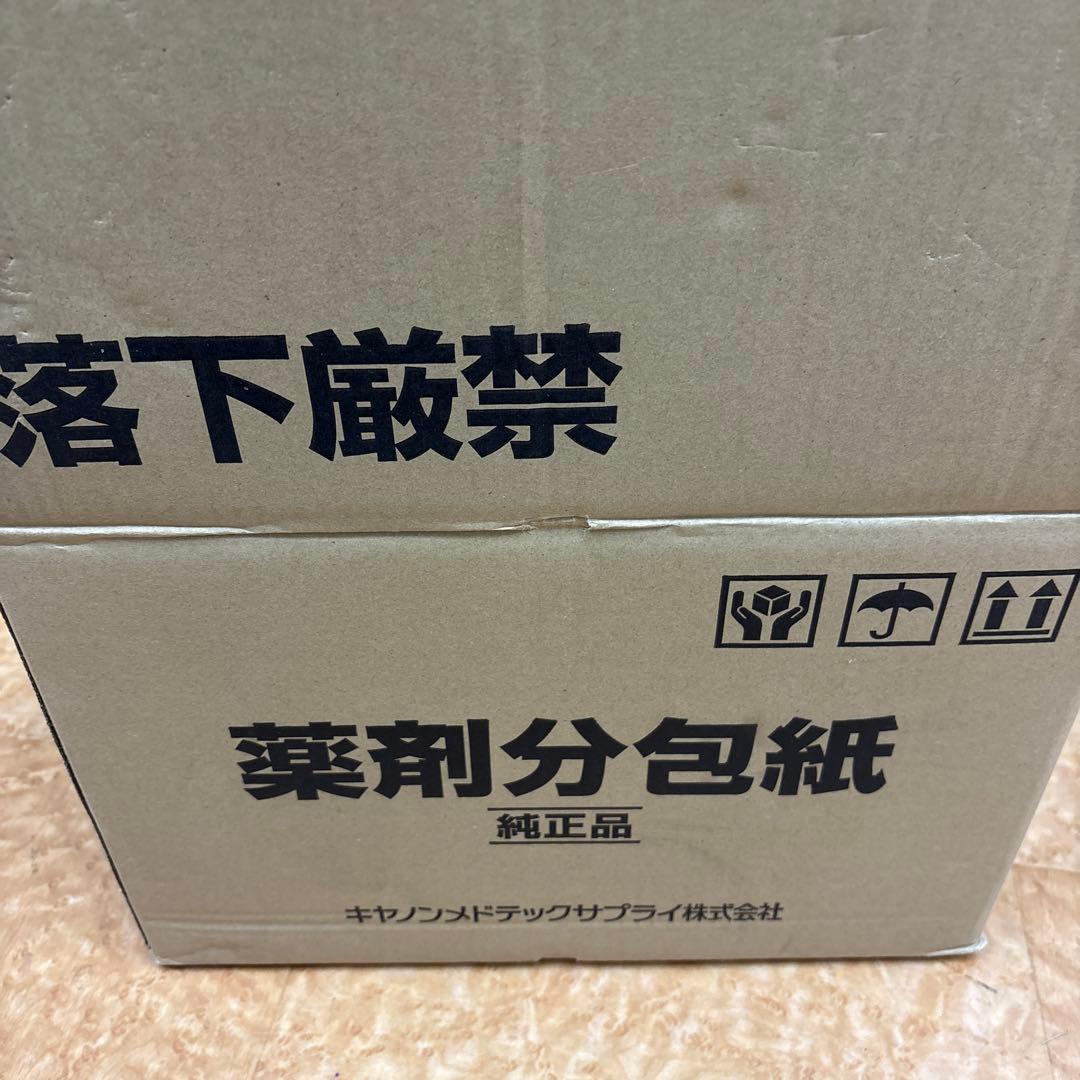 落下厳禁
薬剤分包紙
純正品
キヤノンメドテックサプライ株式会社